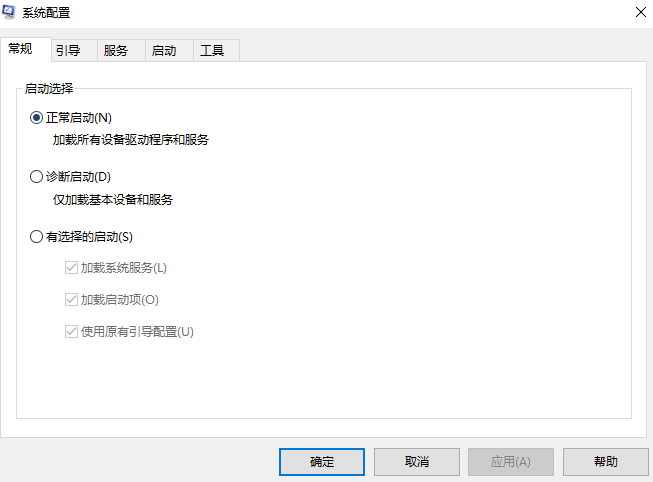 系统配置
常规 引导 服务 启动 工具
启动选择
正常启动(N)
加载所有设备驱动程序和服务
诊断启动(D)
仅加载基本设备和服务
有选择的启动(S)
加载系统服务(L)
加载启动项(O)
使用原有引导配置(U)
确定 取消 应用(A) 帮助